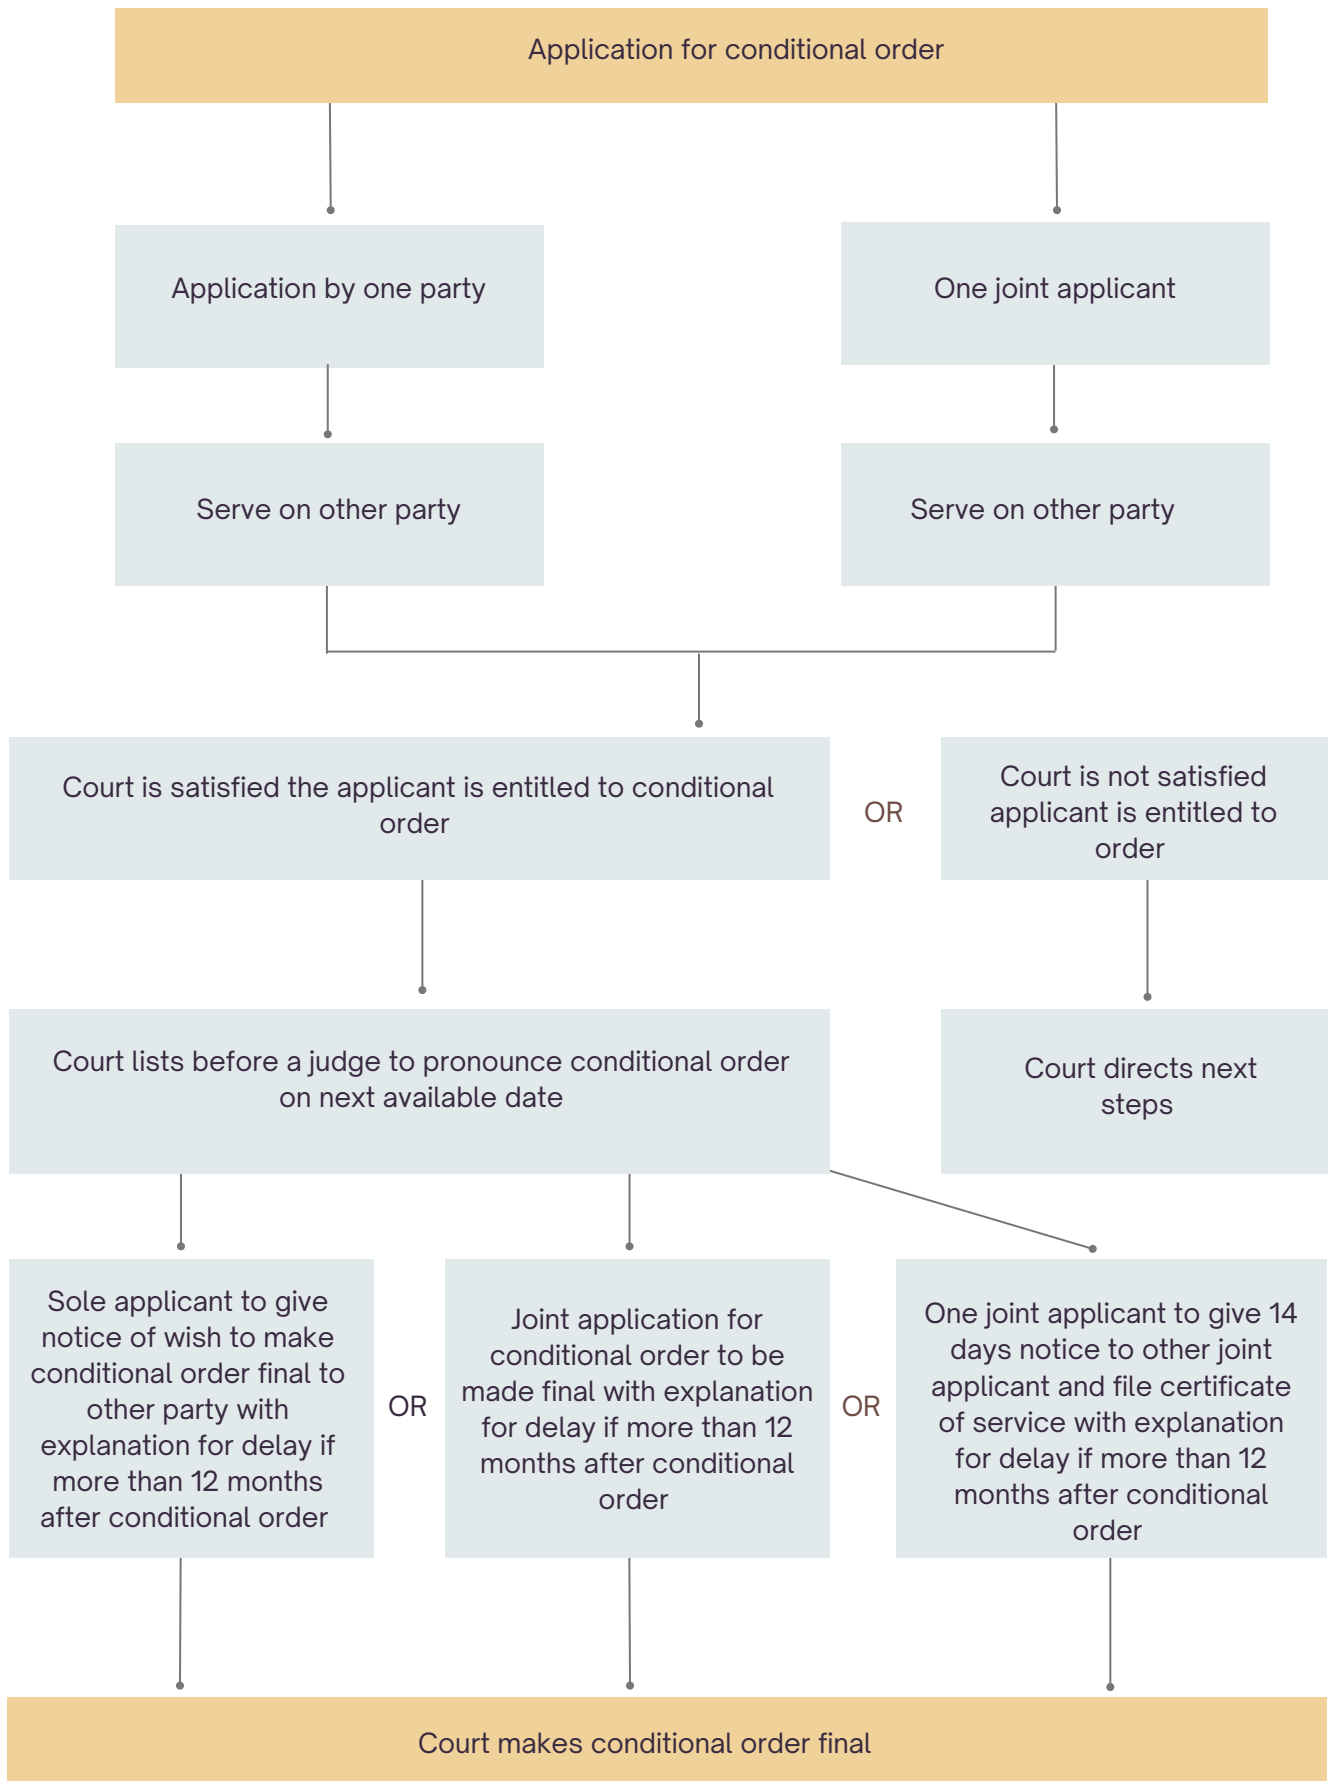 Application for conditional order
Application by one party
One joint applicant
Serve on other party
Serve on other party
Court is satisfied the applicant is entitled to conditional
order
OR
Court is not satisfied
applicant is entitled to
order
Court lists before a judge to pronounce conditional order
on next available date
Court directs next
steps
Sole applicant to give
notice of wish to make
conditional order final to
other party with
explanation for delay if
more than 12 months
after conditional order
OR
Joint application for
conditional order to be
made final with explanation
for delay if more than 12
months after conditional
order
OR
One joint applicant to give 14
days notice to other joint
applicant and file certificate
of service with explanation
for delay if more than 12
months after conditional
order
Court makes conditional order final